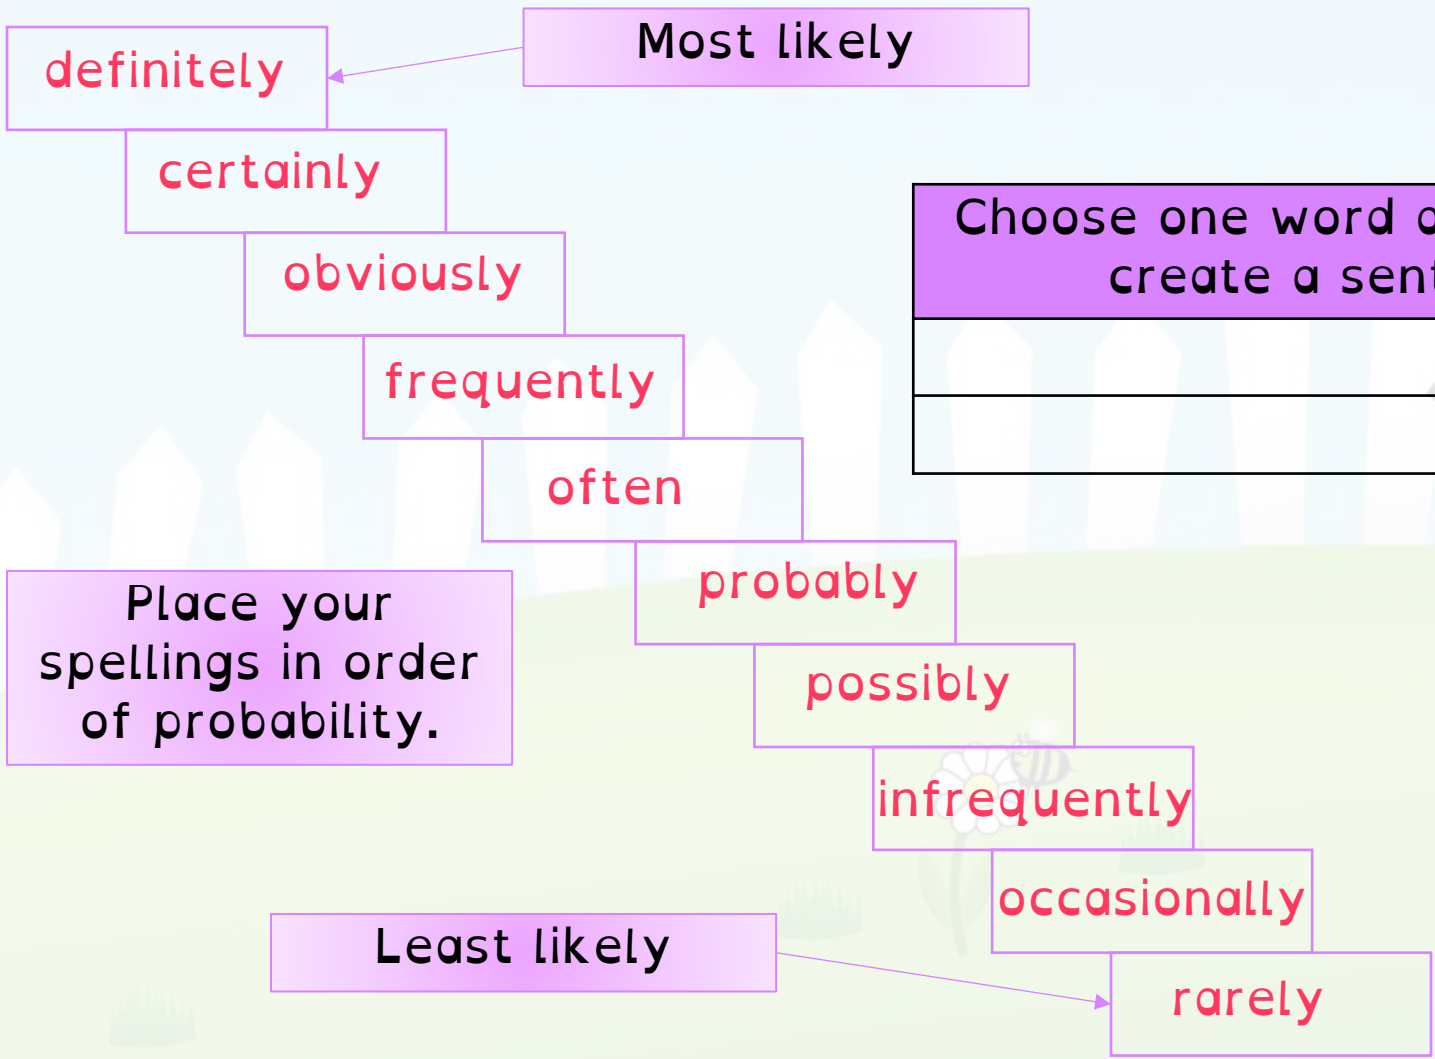 Most likely
definitely
certainly
Choose one word
obviously
create a
frequently
often
probably
Place your
spellings in order
of probability.
possibly
infrequently
occasionally
Least likely
rarely